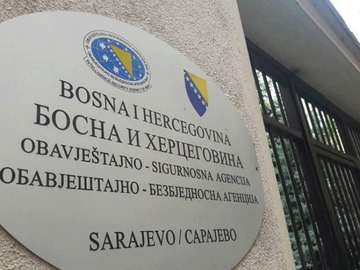 BOSNA I HERCEGOVINA
БОСНА И ХЕРЦЕГОВИНА
OBAVJEŠTAJNO - SIGURNOSNA AGENCIJA
ОБАВЈЕШТАЈНО - БЕЗБЈЕДНОСНА АГЕНЦИЈА
SARAJEVO / САРАЈЕВО